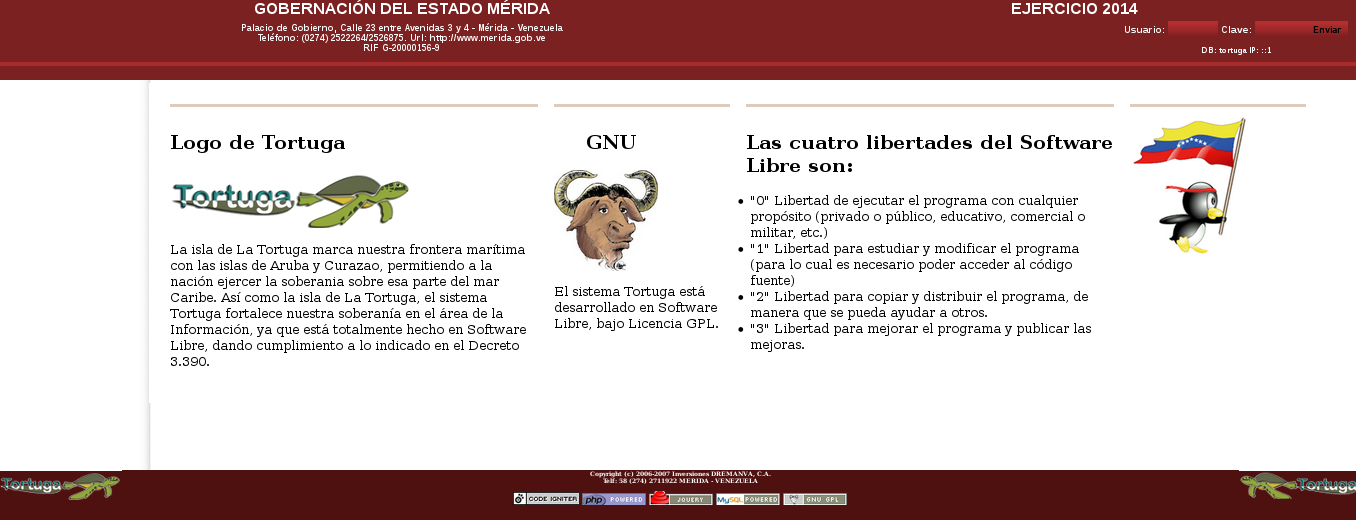 GOBERNACIÓN DEL ESTADO MÉRIDA
Palacio de Gobierno, Calle 23 entre Avenidas 3 y 4 - Mérida - Venezuela
Teléfono: (0274) 2522264/2526875. Url: http://www.merida.gob.ve
RIF G-20000156-9
EJERCICIO 2014
Usuario: Clave: Enviar
DB: tortuga IP: ::1
Logo de Tortuga
Tortuga
La isla de La Tortuga marca nuestra frontera marítima
con las islas de Aruba y Curazao, permitiendo a la
nación ejercer la soberania sobre esa parte del mar
Caribe. Así como la isla de La Tortuga, el sistema
Tortuga fortalece nuestra soberanía en el área de la
Información, ya que está totalmente hecho en Software
Libre, dando cumplimiento a lo indicado en el Decreto
3.390.
GNU
El sistema Tortuga está
desarrollado en Software
Libre, bajo Licencia GPL.
Las cuatro libertades del Software
Libre son:
• "0" Libertad de ejecutar el programa con cualquier
propósito (privado o público, educativo, comercial o
militar, etc.)
• "1" Libertad para estudiar y modificar el programa
(para lo cual es necesario poder acceder al código
fuente)
• "2" Libertad para copiar y distribuir el programa, de
manera que se pueda ayudar a otros.
• "3" Libertad para mejorar el programa y publicar las
mejoras.
Tortuga
Copyright (c) 2006-2007 Inversiones DREMANVA, C.A.
Telf: 58 (274) 2711922 MERIDA - VENEZUELA
CODE IGNITER php POWERED JQUERY MySQL POWERED GNU GPL
Tortuga